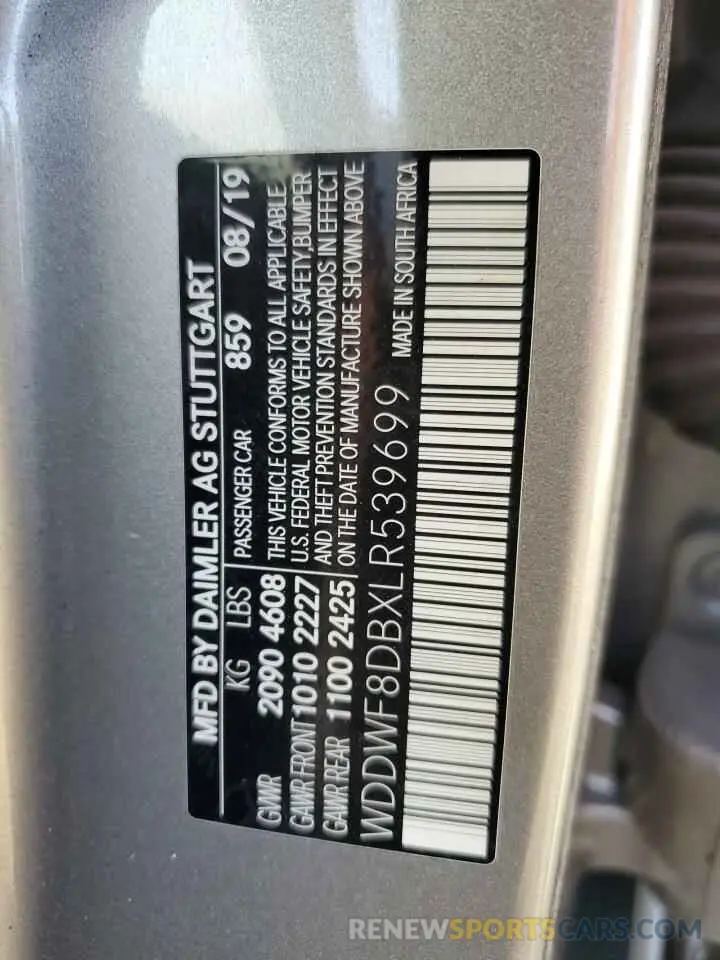 MFD BY DAIMLER AG STUTTGART
KG LBS PASSENGER CAR 859 08/19
GVWR 2090 4608 THIS VEHICLE CONFORMS TO ALL APPLICABLE
GAWR FRONT 1010 2227 U.S. FEDERAL MOTOR VEHICLE SAFETY, BUMPER
GAWR REAR 1100 2425 AND THEFT PREVENTION STANDARDS IN EFFECT
ON THE DATE OF MANUFACTURE SHOWN ABOVE
WDDWF8DBXLR539699 MADE IN SOUTH AFRICA
RENEWSPORTSCARS.COM